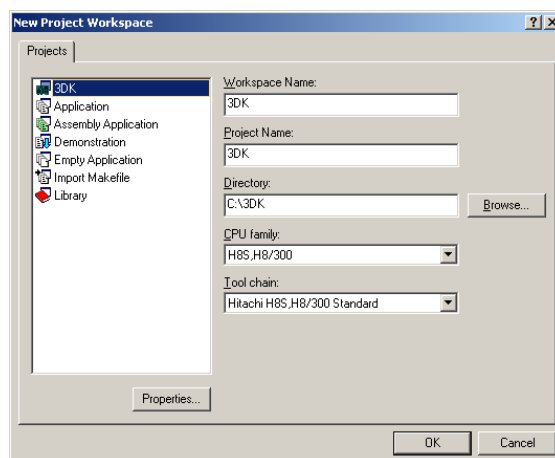 New Project Workspace
Projects
3DK
Application
Assembly Application
Demonstration
Empty Application
Import Makefile
Library
Properties...
Workspace Name:
3DK
Project Name:
3DK
Directory:
C:\3DK
Browse...
CPU family:
H8S,H8/300
Tool chain:
Hitachi H8S,H8/300 Standard
OK
Cancel